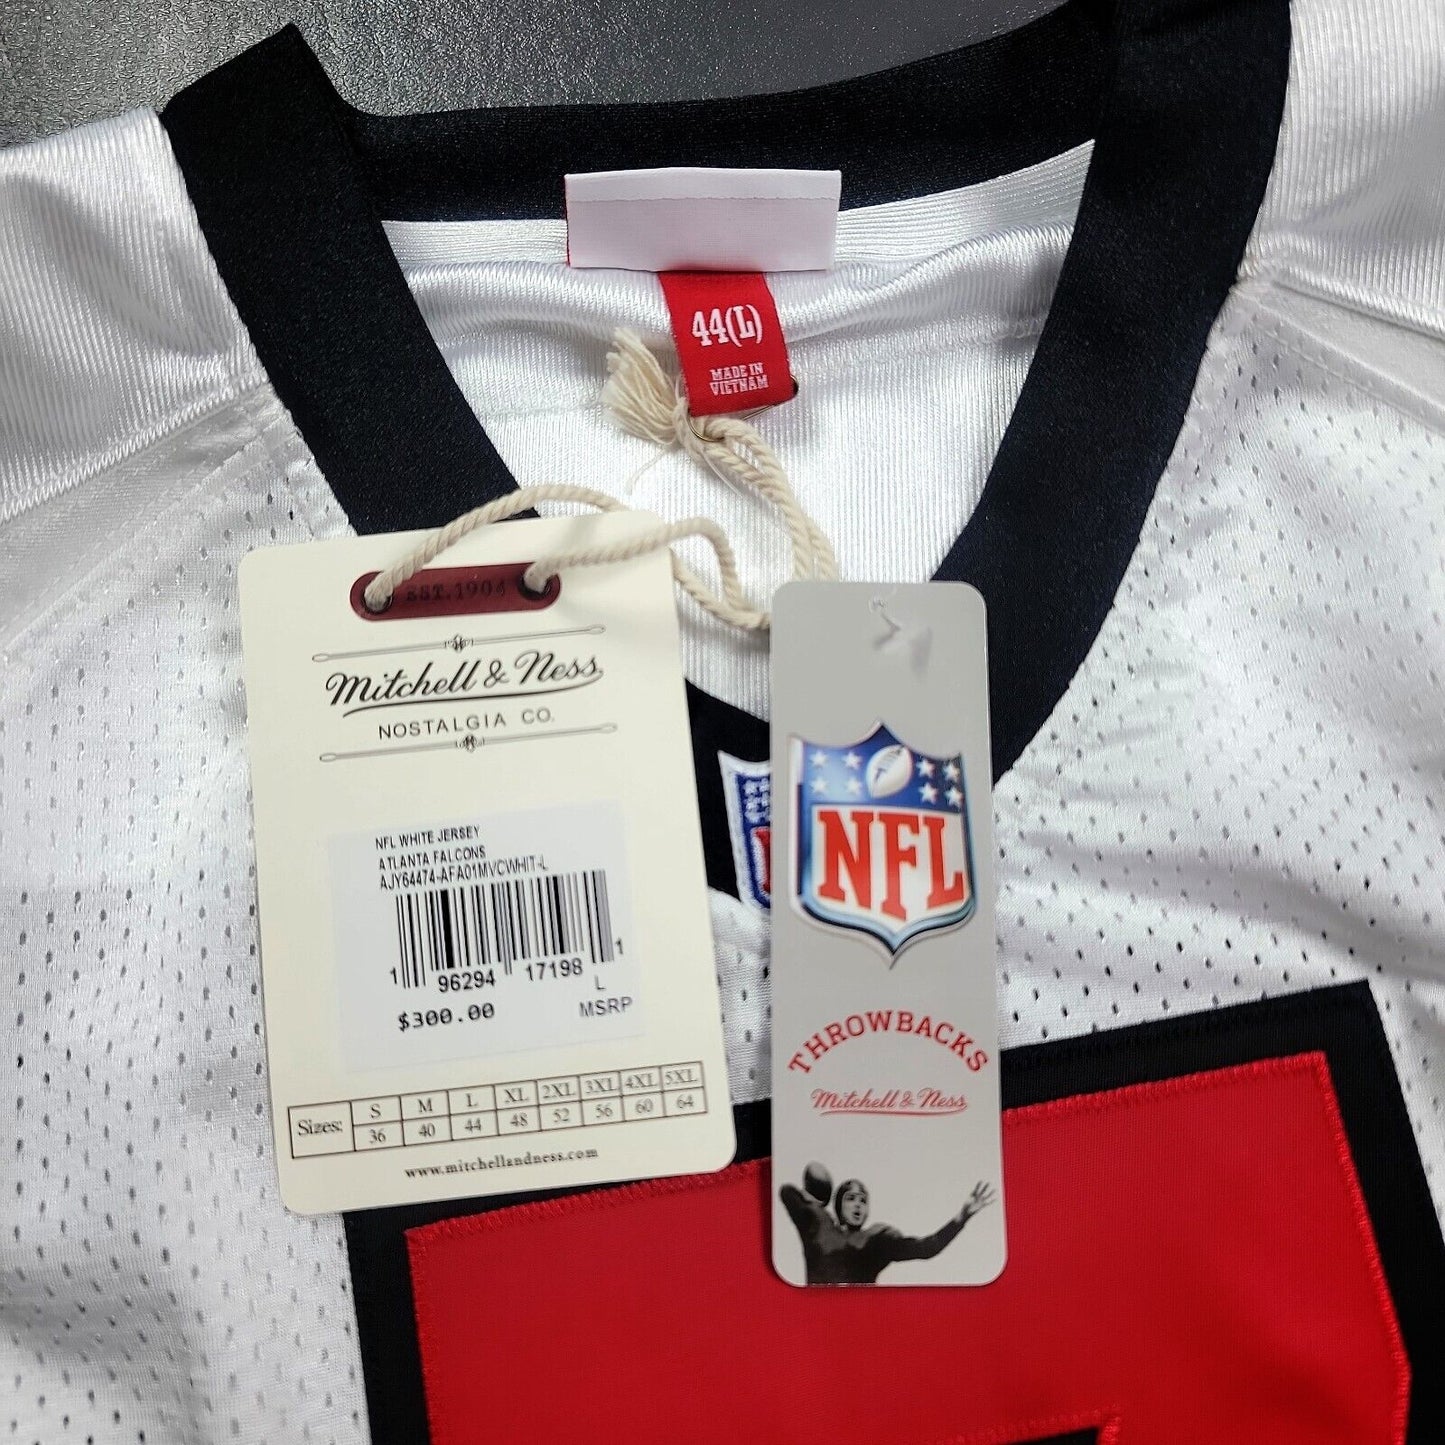 44(L)
MADE IN
VIETNAM
EST.1904
Mitchell & Ness
NOSTALGIA CO.
NFL WHITE JERSEY
ATLANTA FALCONS
AJY64474-AFA01MVCWHIT-L
1 96294 17198 1
L
$300.00 MSRP
Sizes: S M L XL 2XL 3XL 4XL 5XL
36 40 44 48 52 56 60 64
www.mitchellandness.com
NFL
THROWBACKS
Mitchell & Ness